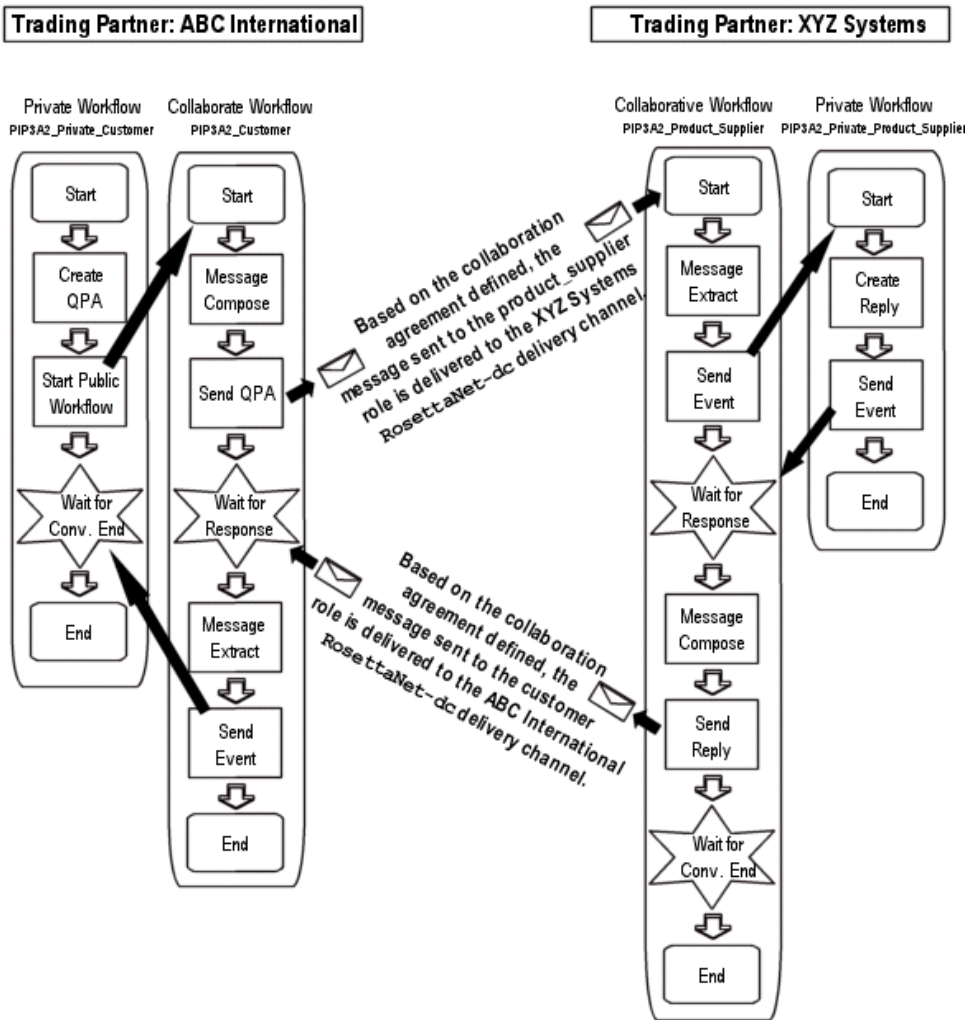 Trading Partner: ABC International
Trading Partner: XYZ Systems
Private Workflow
PIP3A2_Private_Customer
Start
Create
QPA
Start Public
Workflow
Wait for
Conv. End
End
Collaborate Workflow
PIP3A2_Customer
Start
Message
Compose
Send QPA
Wait for
Response
Message
Extract
Send
Event
End
Based on the collaboration
agreement defined, the
message sent to the product_supplier
role is delivered to the XYZ Systems
RosettaNet-dc delivery channel.
Based on the collaboration
agreement defined, the
message sent to the customer
role is delivered to the ABC International
RosettaNet-dc delivery channel.
Collaborative Workflow
PIP3A2_Product_Supplier
Start
Message
Extract
Send
Event
Wait for
Response
Message
Compose
Send
Reply
Wait for
Conv. End
End
Private Workflow
PIP3A2_Private_Product_Supplier
Start
Create
Reply
Send
Event
End